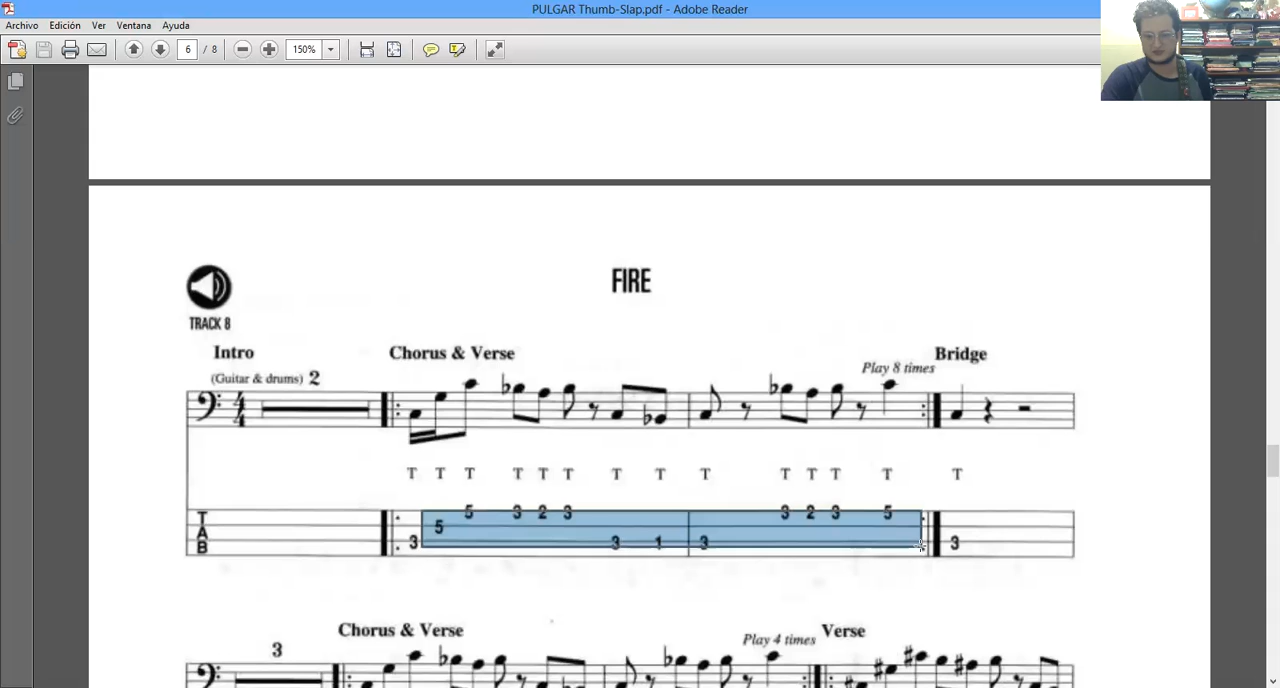 PULGAR Thumb-Slap.pdf - Adobe Reader
Archivo Edición Ver Ventana Ayuda
6 / 8 150%
FIRE
TRACK 8
Intro Chorus & Verse Bridge
(Guitar & drums) 2 Play 8 times
4
4
T T T T T T T T T T T T T T
T 5 3 2 3 3 2 3 5
A 5
B 3 3 1 3 3
Chorus & Verse Play 4 times Verse
3